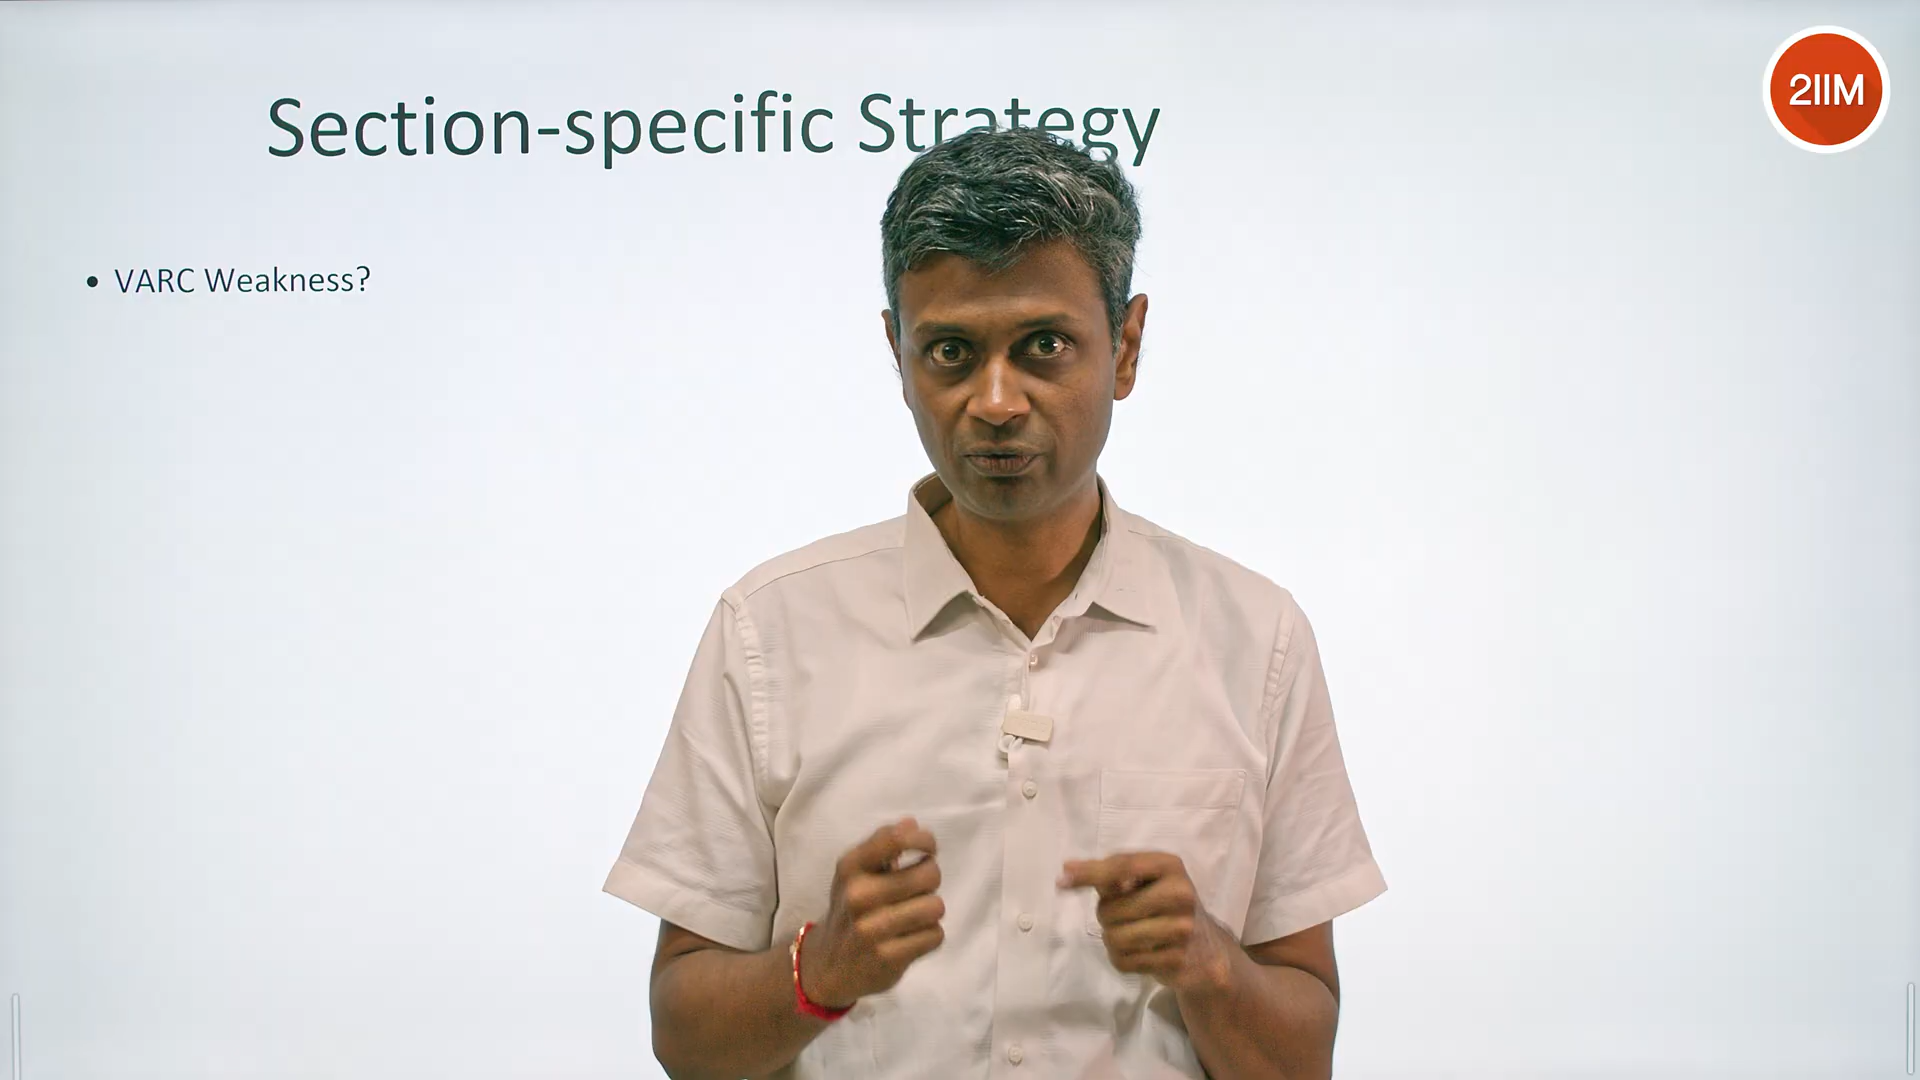 2IIM
Section-specific Strategy
• VARC Weakness?